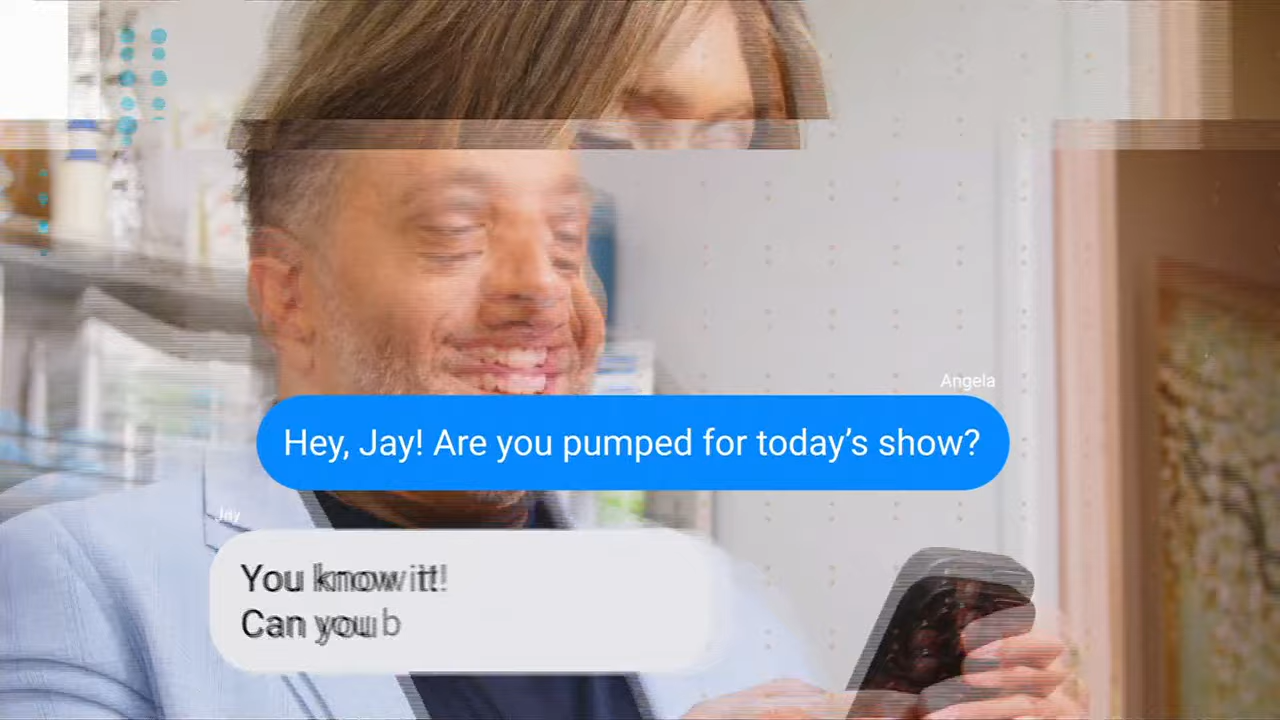 Angela
Hey, Jay! Are you pumped for today’s show?
Jay
You know it!
Can you b